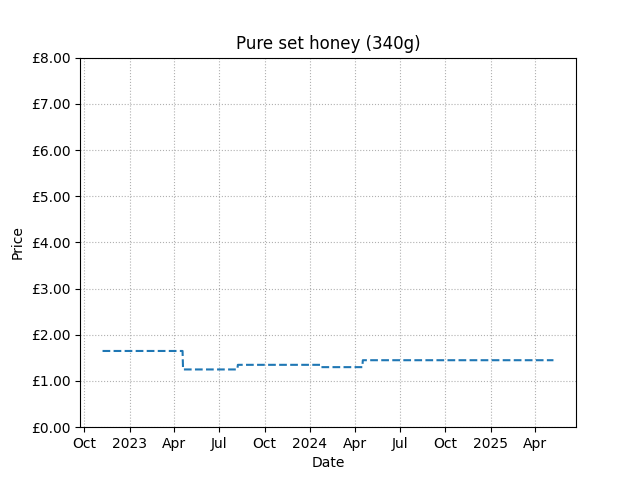 Pure set honey (340g)
£8.00
£7.00
£6.00
£5.00
£4.00
£3.00
£2.00
£1.00
£0.00
Price
Oct 2023 Apr Jul Oct 2024 Apr Jul Oct 2025 Apr
Date